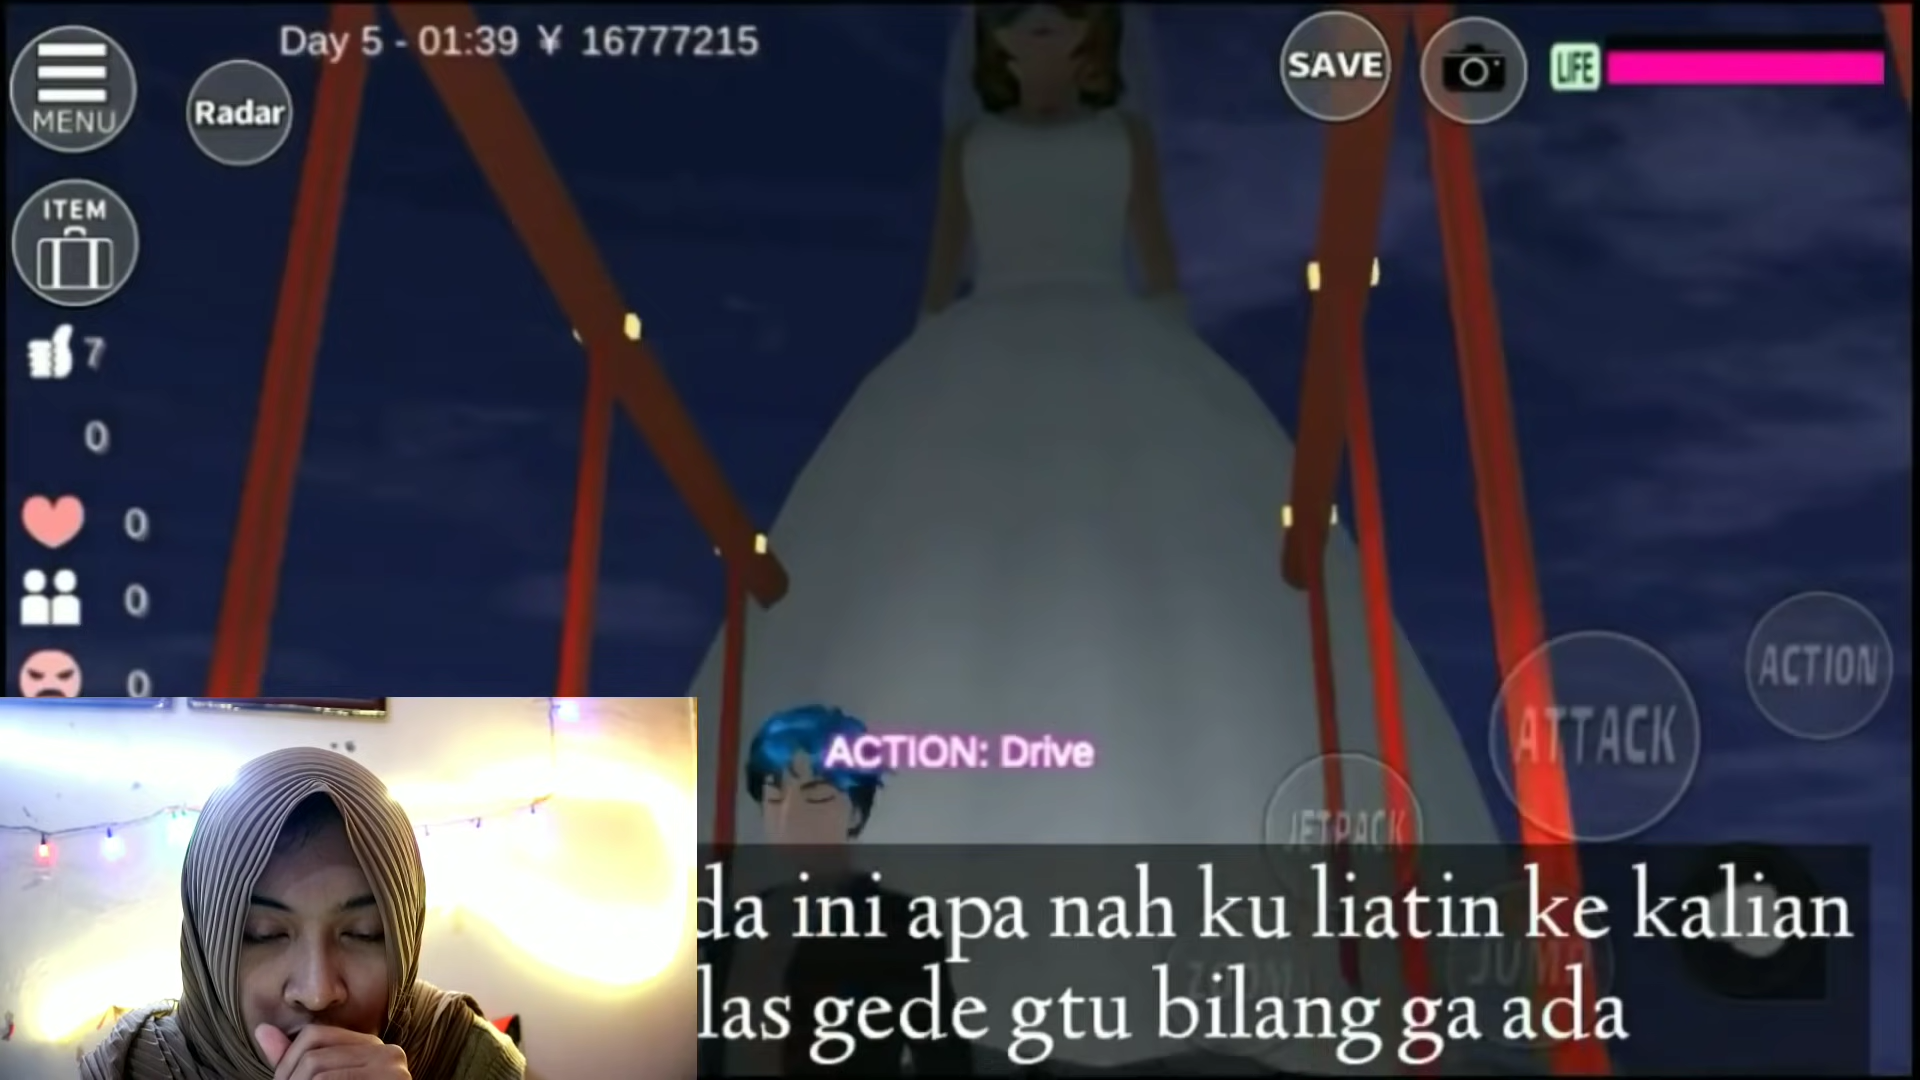 Day 5 - 01:39 ¥ 16777215
MENU
Radar
SAVE
LIFE
ITEM
7
0
0
0
0
ACTION
ATTACK
ACTION: Drive
JETPACK
da ini apa nah ku liatin ke kalian
las gede gtu bilang ga ada